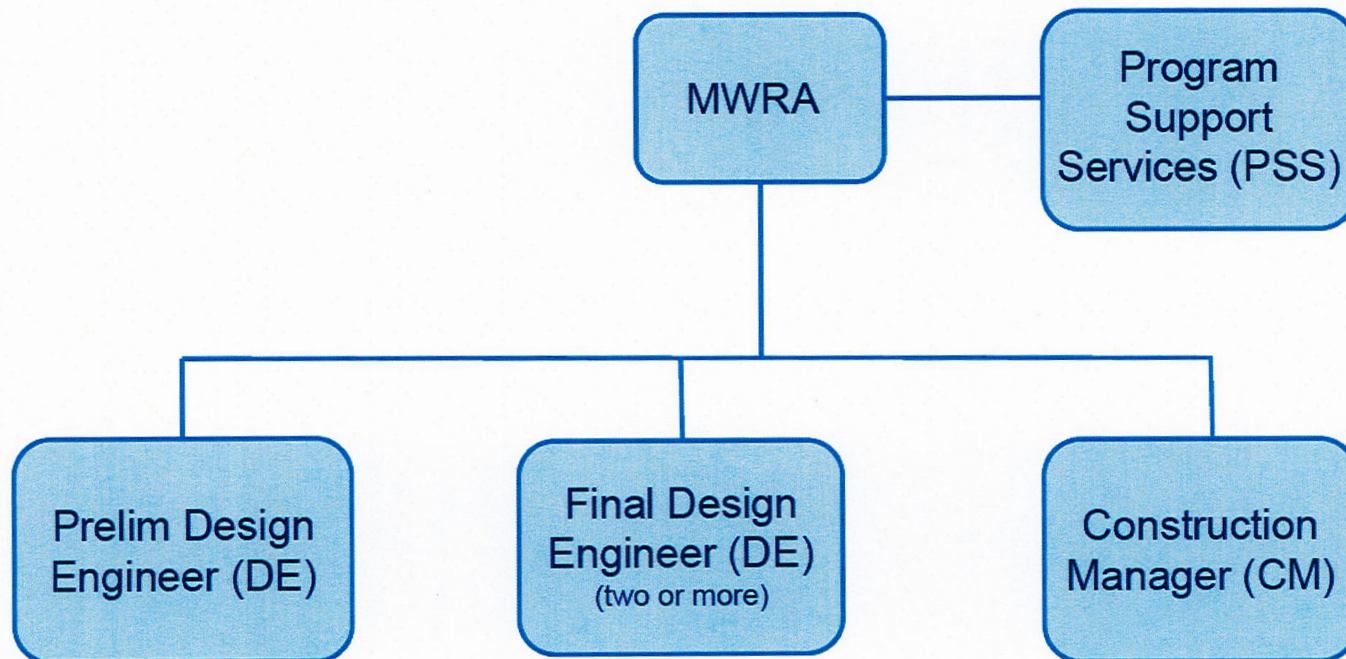 MWRA
Program
Support
Services (PSS)
Prelim Design
Engineer (DE)
Final Design
Engineer (DE)
(two or more)
Construction
Manager (CM)